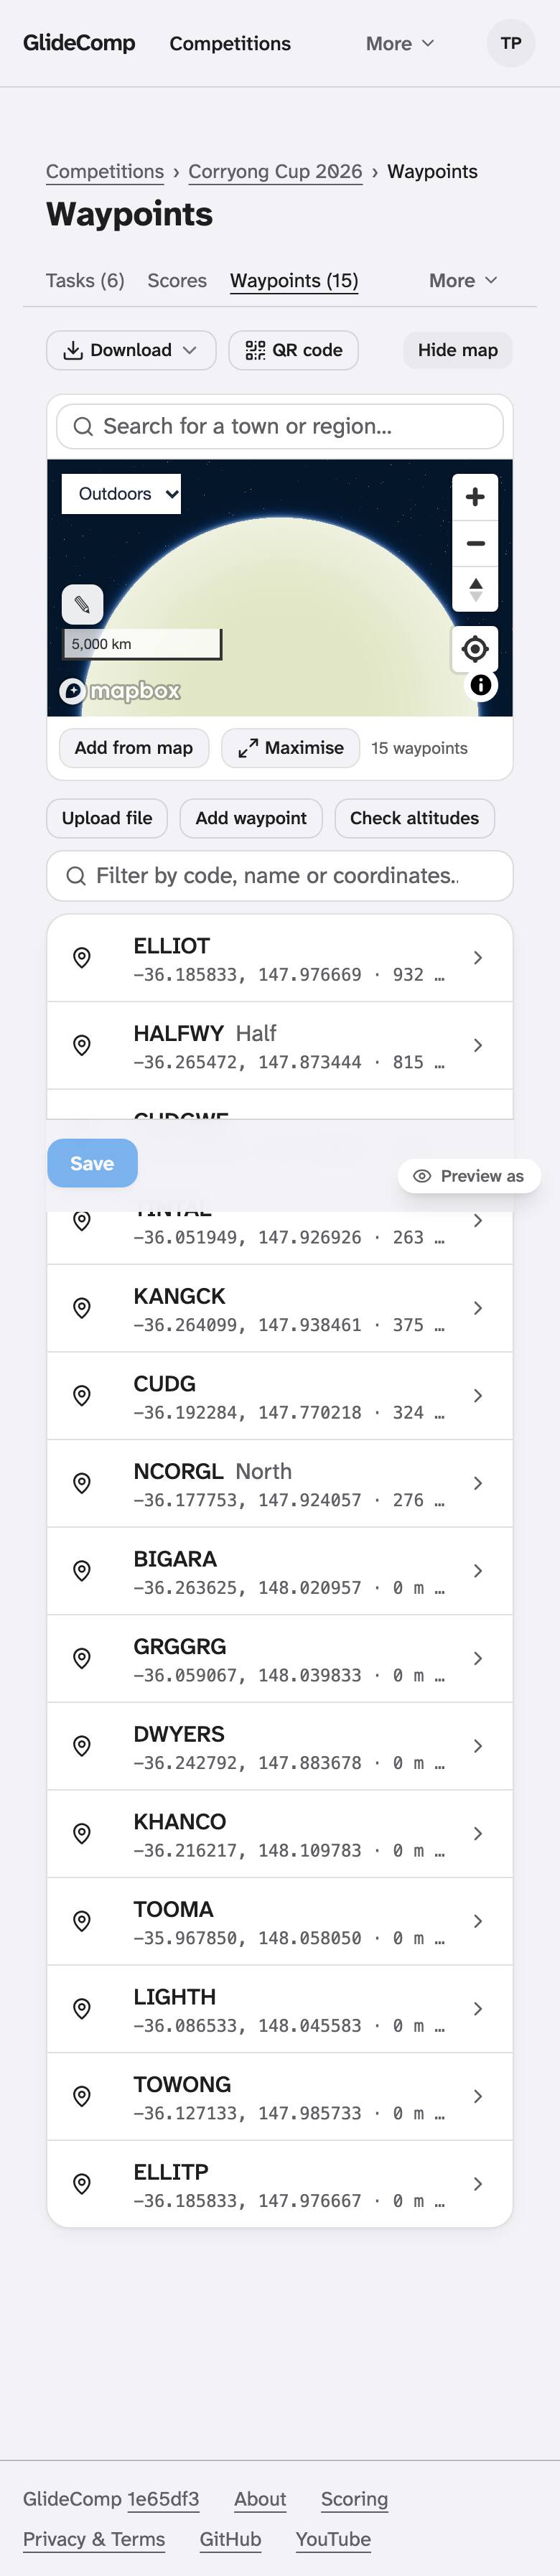 GlideComp Competitions More TP
Competitions › Corryong Cup 2026 › Waypoints
Waypoints
Tasks (6) Scores Waypoints (15) More
Download QR code Hide map
Search for a town or region...
Outdoors
5,000 km
mapbox
Add from map Maximise 15 waypoints
Upload file Add waypoint Check altitudes
Filter by code, name or coordinates..
ELLIOT
-36.185833, 147.976669 · 932 …
HALFWY Half
-36.265472, 147.873444 · 815 …
CUDGWE
Save Preview as
TINTAL
-36.051949, 147.926926 · 263 …
KANGCK
-36.264099, 147.938461 · 375 …
CUDG
-36.192284, 147.770218 · 324 …
NCORGL North
-36.177753, 147.924057 · 276 …
BIGARA
-36.263625, 148.020957 · 0 m …
GRGGRG
-36.059067, 148.039833 · 0 m …
DWYERS
-36.242792, 147.883678 · 0 m …
KHANCO
-36.216217, 148.109783 · 0 m …
TOOMA
-35.967850, 148.058050 · 0 m …
LIGHTH
-36.086533, 148.045583 · 0 m …
TOWONG
-36.127133, 147.985733 · 0 m …
ELLITP
-36.185833, 147.976667 · 0 m …
GlideComp 1e65df3 About Scoring
Privacy & Terms GitHub YouTube